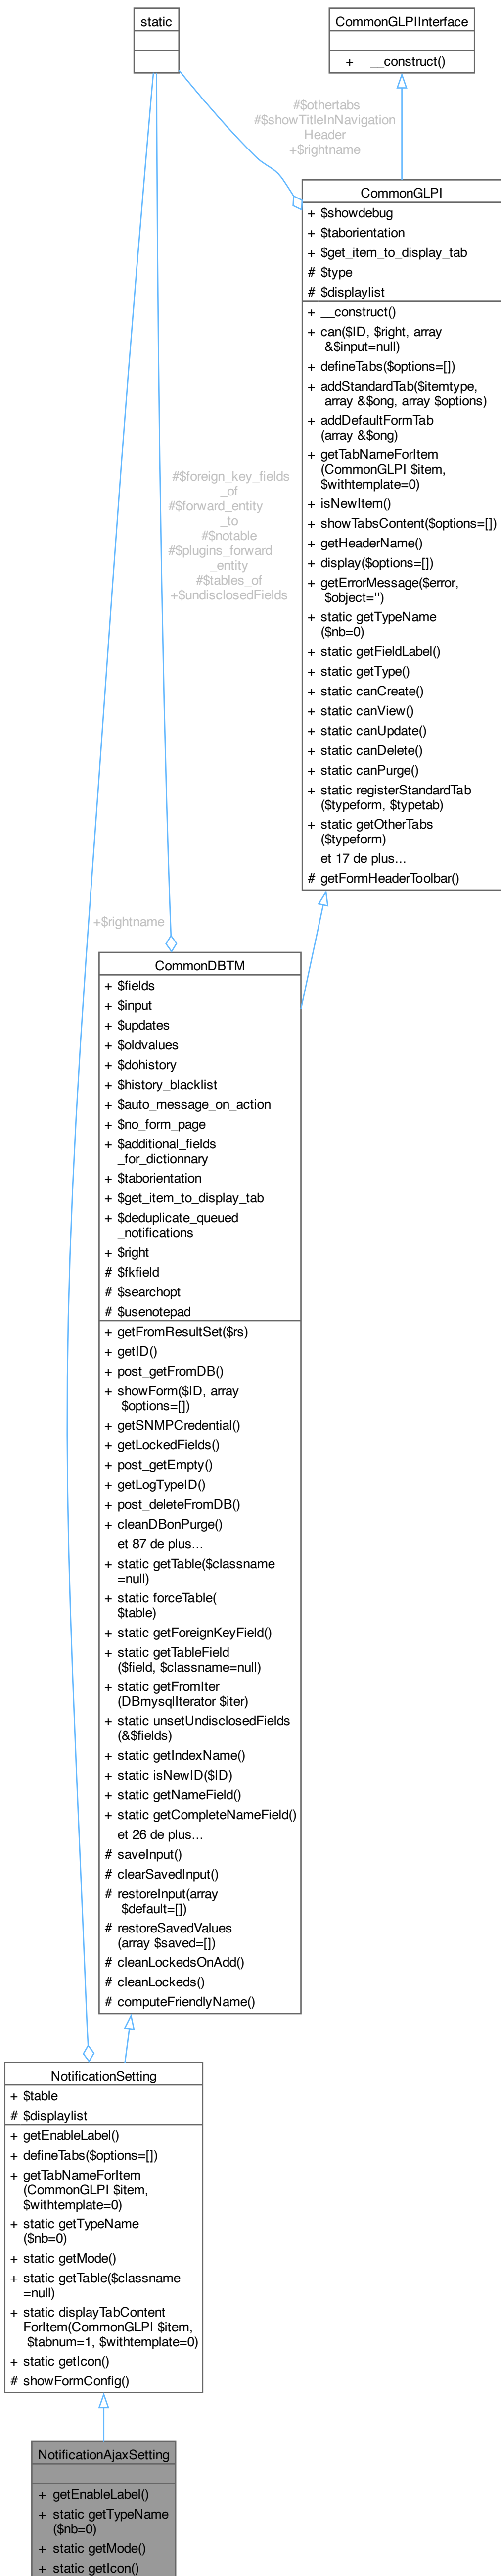 static
CommonGLPIInterface
+ __construct()
#$othertabs
#$showTitleInNavigation
Header
+$rightname
CommonGLPI
+ $showdebug
+ $taborientation
+ $get_item_to_display_tab
# $type
# $displaylist
+ __construct()
+ can($ID, $right, array
&$input=null)
+ defineTabs($options=[])
+ addStandardTab($itemtype,
array &$ong, array $options)
+ addDefaultFormTab
(array &$ong)
+ getTabNameForItem
(CommonGLPI $item,
$withtemplate=0)
+ isNewItem()
+ showTabsContent($options=[])
+ getHeaderName()
+ display($options=[])
+ getErrorMessage($error,
$object='')
+ static getTypeName
($nb=0)
+ static getFieldLabel()
+ static getType()
+ static canCreate()
+ static canView()
+ static canUpdate()
+ static canDelete()
+ static canPurge()
+ static registerStandardTab
($typeform, $typetab)
+ static getOtherTabs
($typeform)
et 17 de plus...
# getFormHeaderToolbar()
#$foreign_key_fields
_of
#$forward_entity
_to
#$notable
#$plugins_forward
_entity
#$tables_of
+$undisclosedFields
+$rightname
CommonDBTM
+ $fields
+ $input
+ $updates
+ $oldvalues
+ $dohistory
+ $history_blacklist
+ $auto_message_on_action
+ $no_form_page
+ $additional_fields
_for_dictionnary
+ $taborientation
+ $get_item_to_display_tab
+ $deduplicate_queued
_notifications
+ $right
# $fkfield
# $searchopt
# $usenotepad
+ getFromResultSet($rs)
+ getID()
+ post_getFromDB()
+ showForm($ID, array
$options=[])
+ getSNMPCredential()
+ getLockedFields()
+ post_getEmpty()
+ getLogTypeID()
+ post_deleteFromDB()
+ cleanDBonPurge()
et 87 de plus...
+ static getTable($classname
=null)
+ static forceTable(
$table)
+ static getForeignKeyField()
+ static getTableField
($field, $classname=null)
+ static getFromIter
(DBmysqlIterator $iter)
+ static unsetUndisclosedFields
(&$fields)
+ static getIndexName()
+ static isNewID($ID)
+ static getNameField()
+ static getCompleteNameField()
et 26 de plus...
# saveInput()
# clearSavedInput()
# restoreInput(array
$default=[])
# restoreSavedValues
(array $saved=[])
# cleanLockedsOnAdd()
# cleanLockeds()
# computeFriendlyName()
NotificationSetting
+ $table
# $displaylist
+ getEnableLabel()
+ defineTabs($options=[])
+ getTabNameForItem
(CommonGLPI $item,
$withtemplate=0)
+ static getTypeName
($nb=0)
+ static getMode()
+ static getTable($classname
=null)
+ static displayTabContent
ForItem(CommonGLPI $item,
$tabnum=1, $withtemplate=0)
+ static getIcon()
# showFormConfig()
NotificationAjaxSetting
+ getEnableLabel()
+ static getTypeName
($nb=0)
+ static getMode()
+ static getIcon()